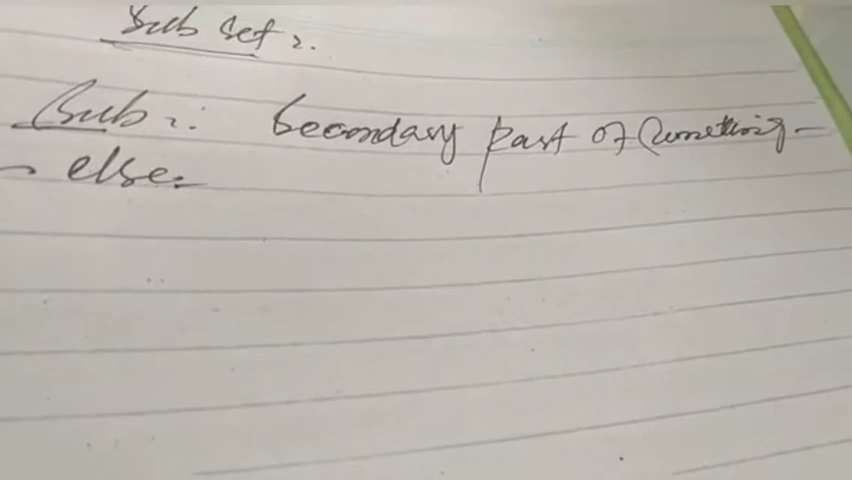 Sub set :.
Sub :. Secondary part of Something -
- else.